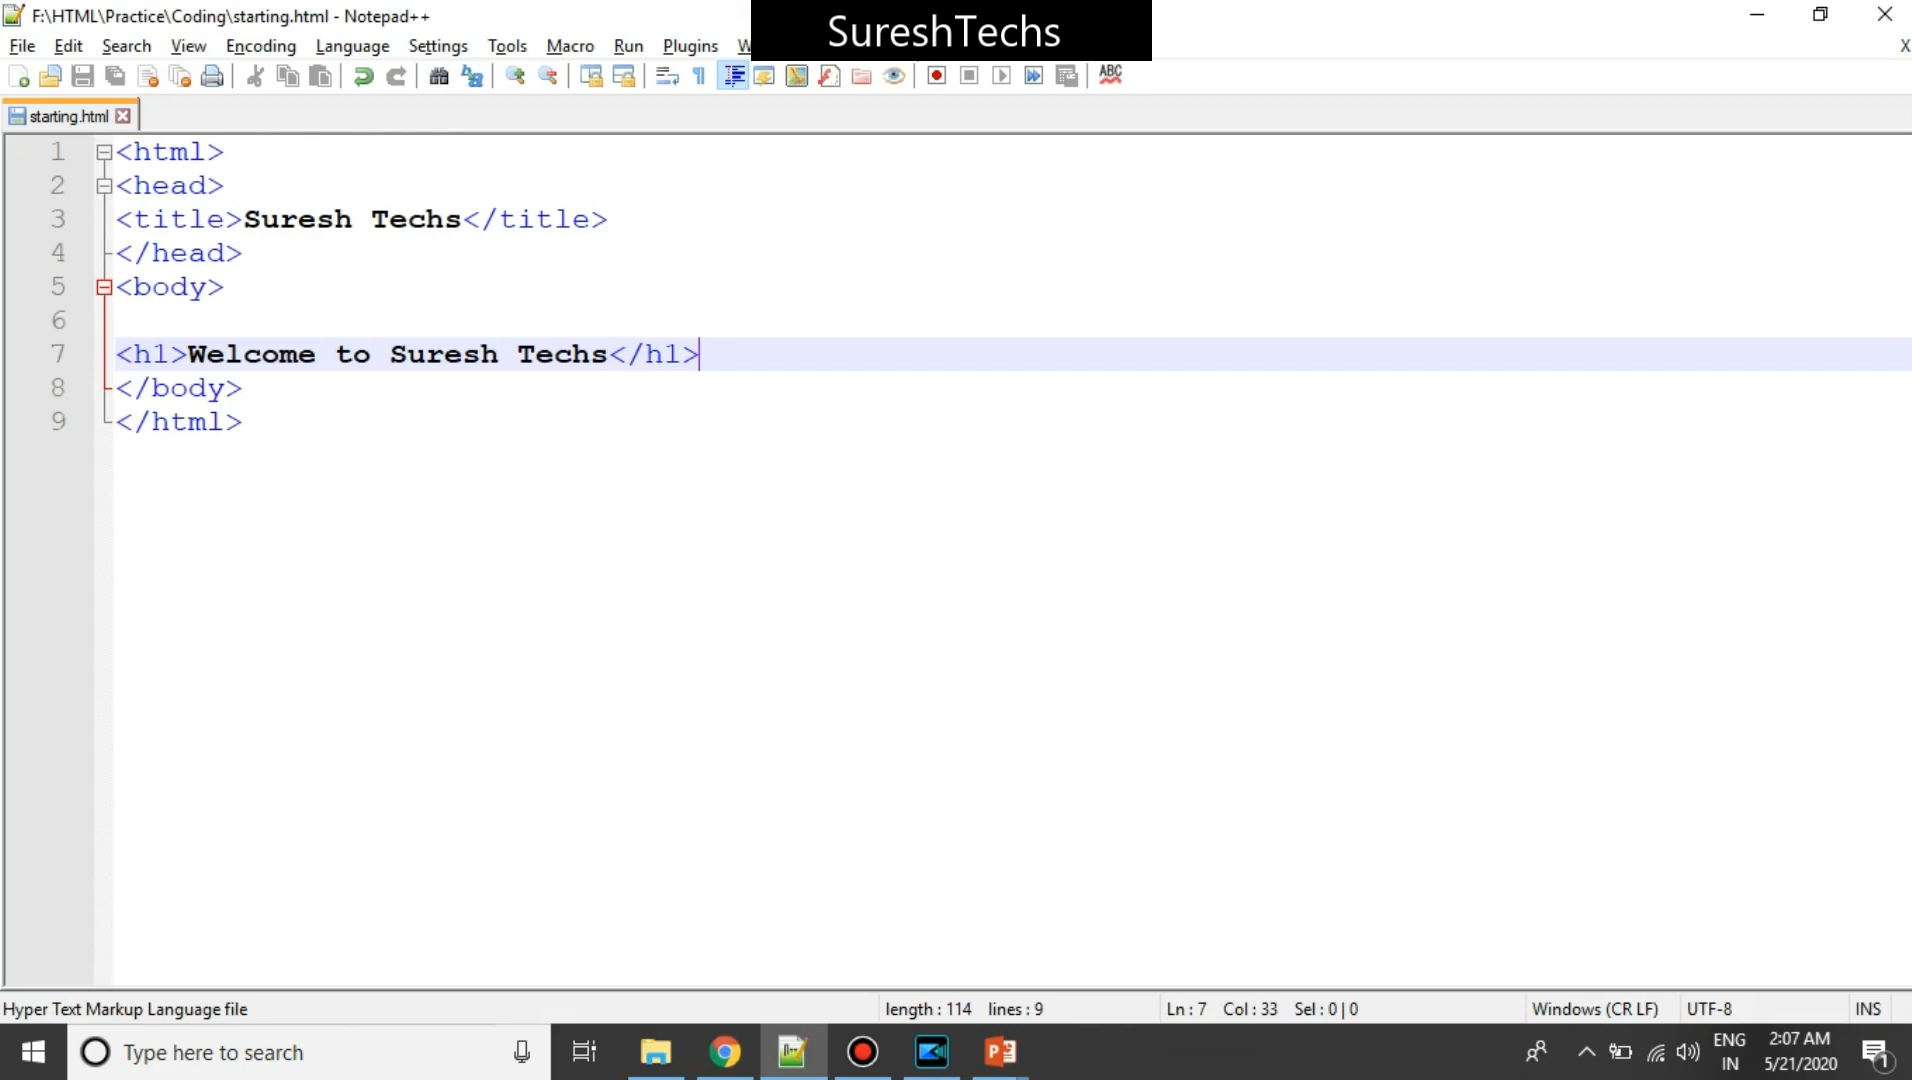 F:\HTML\Practice\Coding\starting.html - Notepad++
SureshTechs
File Edit Search View Encoding Language Settings Tools Macro Run Plugins W
X
ABC
starting.html
1 <html>
2 <head>
3 <title>Suresh Techs</title>
4 </head>
5 <body>
6
7 <h1>Welcome to Suresh Techs</h1>
8 </body>
9 </html>
Hyper Text Markup Language file length : 114 lines : 9 Ln : 7 Col : 33 Sel : 0 | 0 Windows (CR LF) UTF-8 INS
Type here to search
ENG
IN
2:07 AM
5/21/2020
1